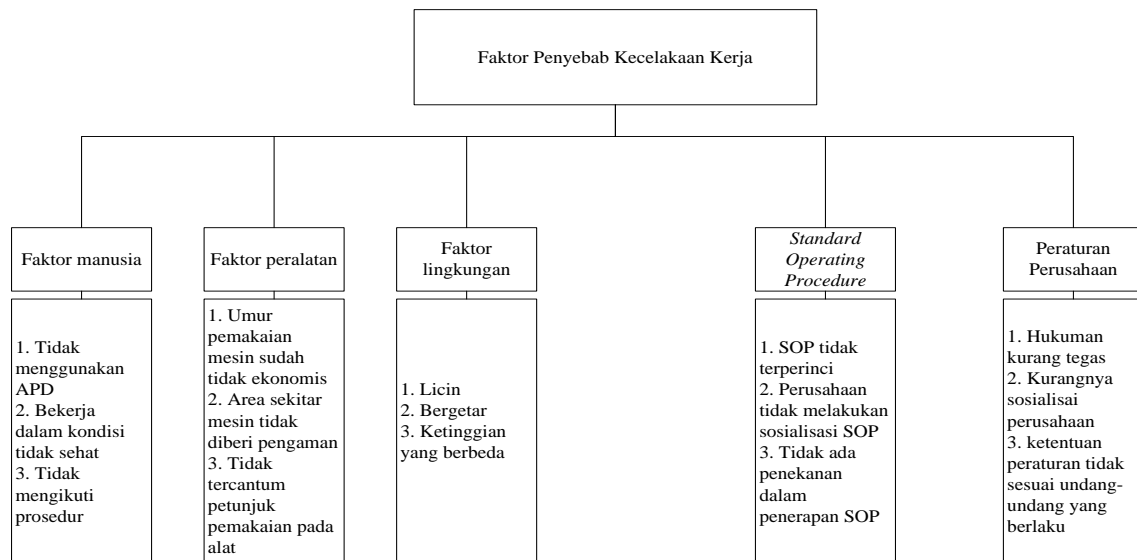 Faktor Penyebab Kecelakaan Kerja
Faktor manusia
1. Tidak
menggunakan
APD
2. Bekerja
dalam kondisi
tidak sehat
3. Tidak
mengikuti
prosedur
Faktor peralatan
1. Umur
pemakaian
mesin sudah
tidak ekonomis
2. Area sekitar
mesin tidak
diberi pengaman
3. Tidak
tercantum
petunjuk
pemakaian pada
alat
Faktor
lingkungan
1. Licin
2. Bergetar
3. Ketinggian
yang berbeda
Standard
Operating
Procedure
1. SOP tidak
terperinci
2. Perusahaan
tidak melakukan
sosialisasi SOP
3. Tidak ada
penekanan
dalam
penerapan SOP
Peraturan
Perusahaan
1. Hukuman
kurang tegas
2. Kurangnya
sosialisai
perusahaan
3. ketentuan
peraturan tidak
sesuai undang-
undang yang
berlaku